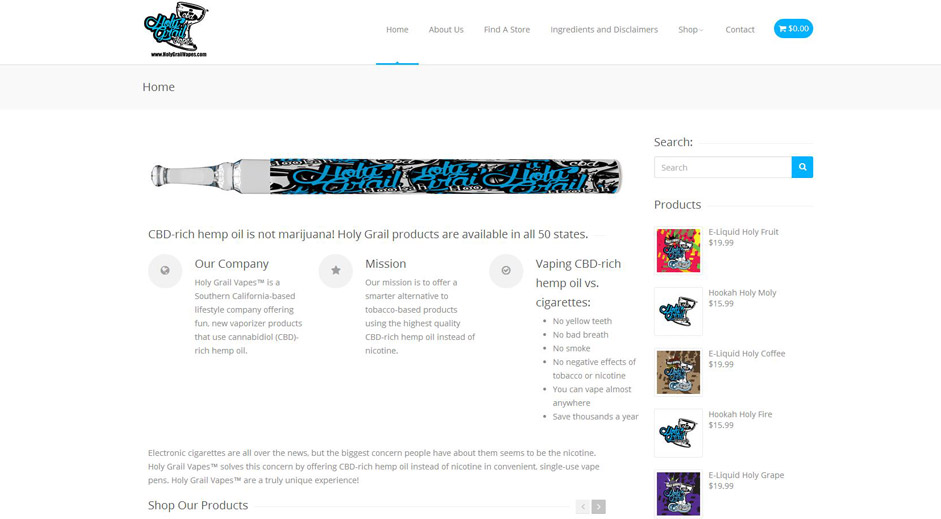 Holy
Grail
cbd
www.HolyGrailVapes.com
Home
About Us
Find A Store
Ingredients and Disclaimers
Shop
Contact
$0.00
Home
Holy
Grail
cbd
CBD-rich hemp oil is not marijuana! Holy Grail products are available in all 50 states.
Our Company
Holy Grail Vapes™ is a
Southern California-based
lifestyle company offering
fun, new vaporizer products
that use cannabidiol (CBD)-
rich hemp oil.
Mission
Our mission is to offer a
smarter alternative to
tobacco-based products
using the highest quality
CBD-rich hemp oil instead of
nicotine.
Vaping CBD-rich
hemp oil vs.
cigarettes:
No yellow teeth
No bad breath
No smoke
No negative effects of
tobacco or nicotine
You can vape almost
anywhere
Save thousands a year
Electronic cigarettes are all over the news, but the biggest concern people have about them seems to be the nicotine.
Holy Grail Vapes™ solves this concern by offering CBD-rich hemp oil instead of nicotine in convenient, single-use vape
pens. Holy Grail Vapes™ are a truly unique experience!
Shop Our Products
Search:
Search
Products
E-Liquid Holy Fruit
$19.99
Hookah Holy Moly
$15.99
E-Liquid Holy Coffee
$19.99
Hookah Holy Fire
$15.99
E-Liquid Holy Grape
$19.99